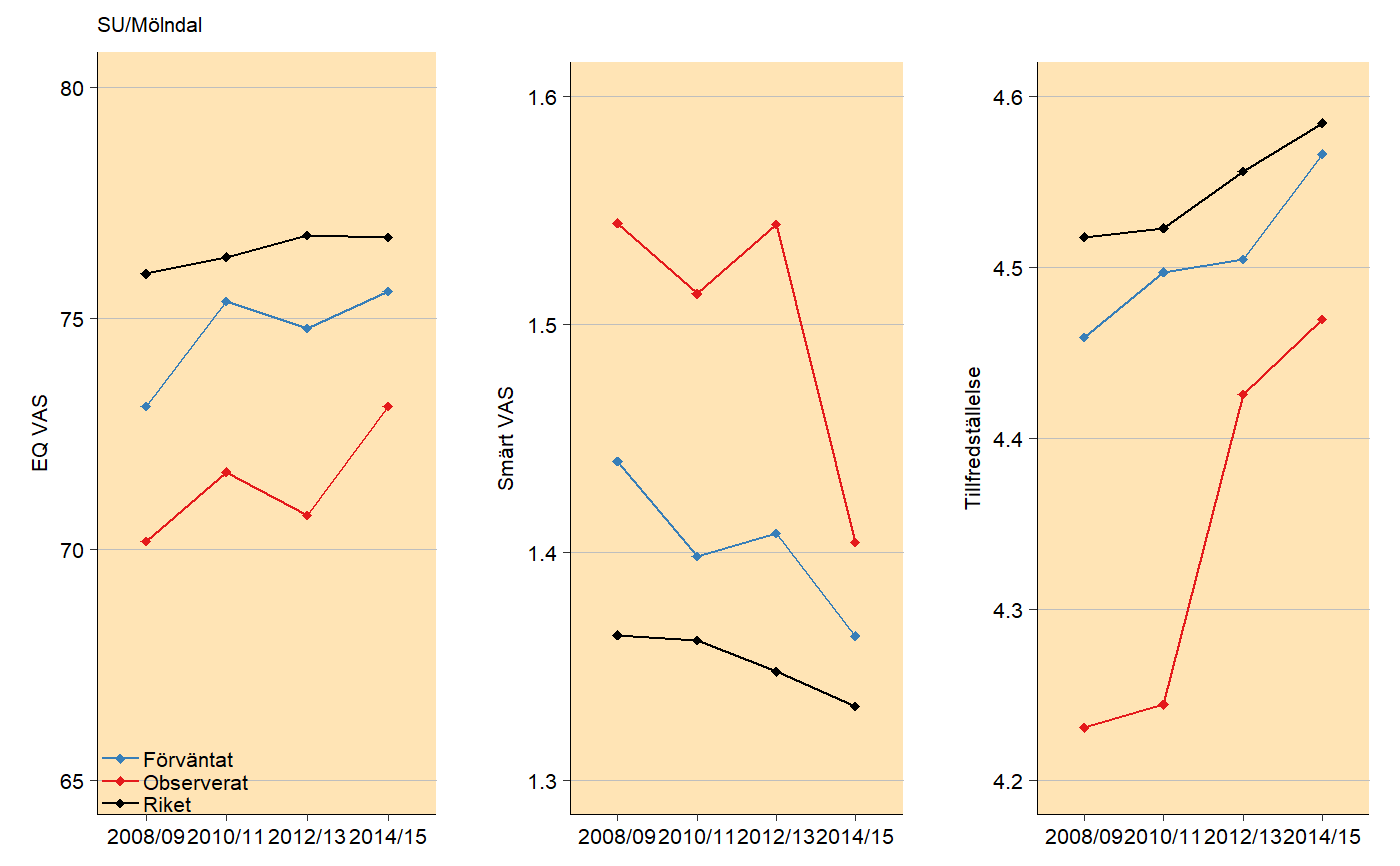 SU/Mölndal
EQ VAS
80
75
70
65
Förväntat
Observerat
Riket
2008/09 2010/11 2012/13 2014/15
Smärt VAS
1.6
1.5
1.4
1.3
2008/09 2010/11 2012/13 2014/15
Tillfredställelse
4.6
4.5
4.4
4.3
4.2
2008/09 2010/11 2012/13 2014/15